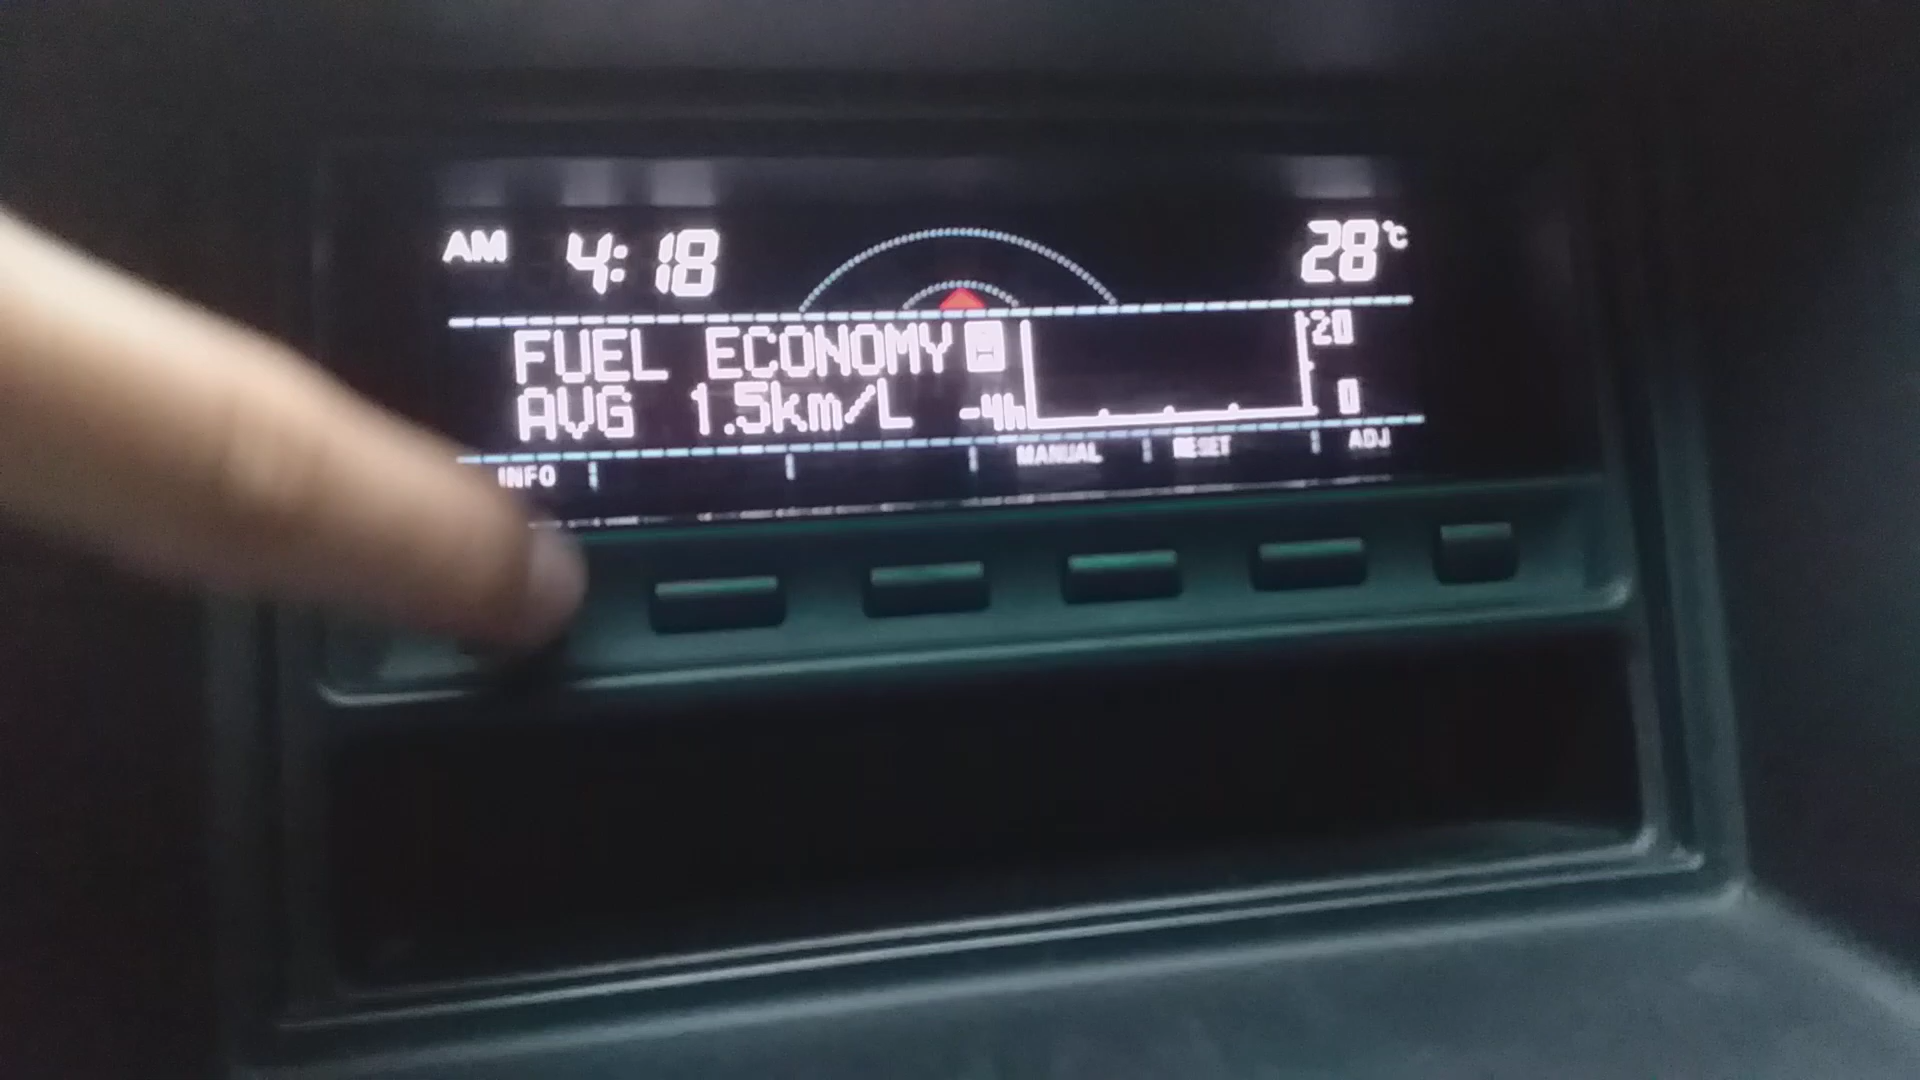 AM 4:18 28°C
FUEL ECONOMY 20
AVG 1.5km/L -4h 0
INFO MANUAL RESET ADJ